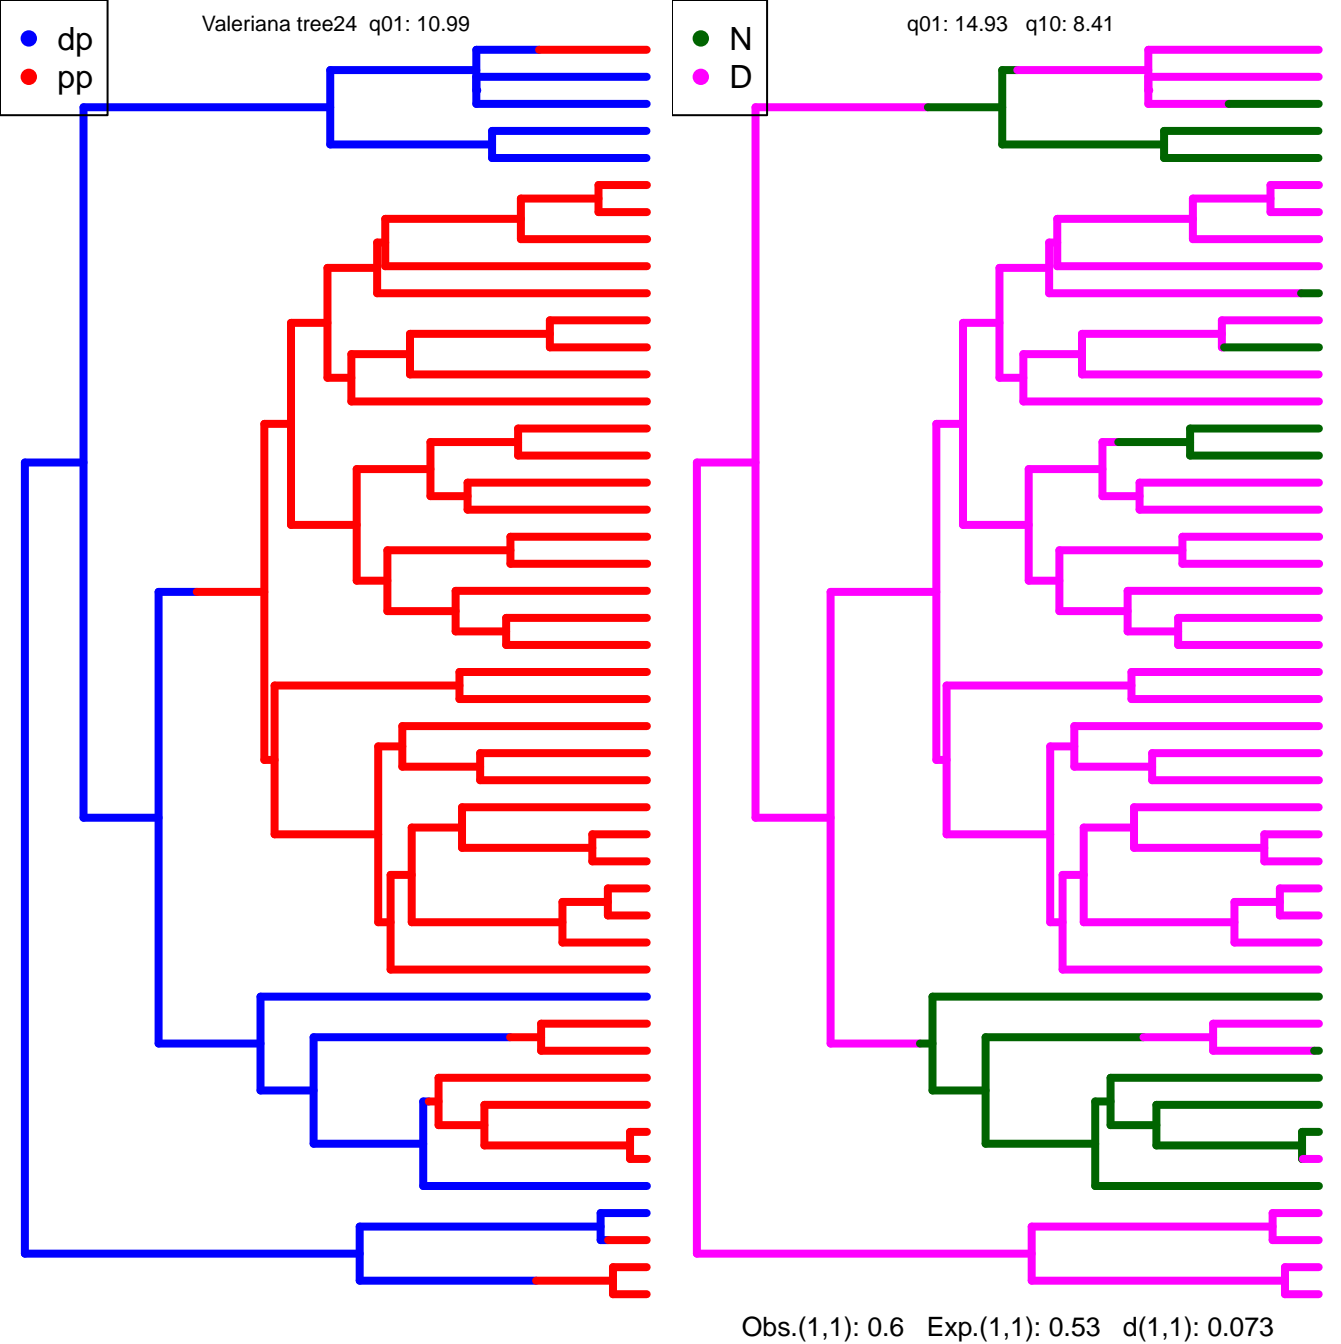 Valeriana tree24 q01: 10.99
dp
pp
q01: 14.93 q10: 8.41
N
D
Obs.(1,1): 0.6 Exp.(1,1): 0.53 d(1,1): 0.073